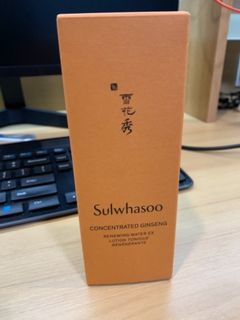 雪
花
秀
Sulwhasoo
CONCENTRATED GINSENG
RENEWING WATER EX
LOTION TONIQUE
RÉGÉNÉRANTE